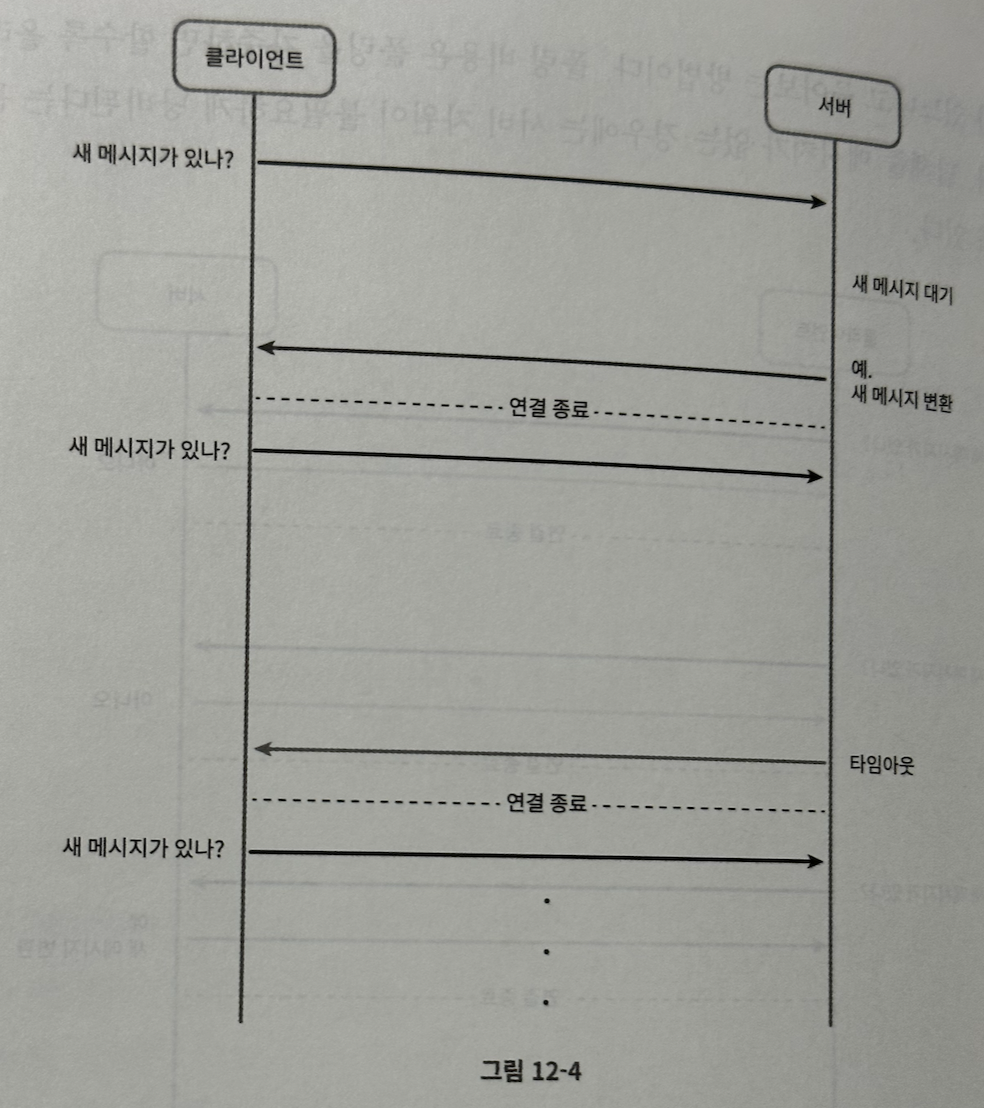 클라이언트
서버
새 메시지가 있나?
새 메시지 대기
예.
새 메시지 변환
연결 종료
새 메시지가 있나?
타임아웃
연결 종료
새 메시지가 있나?
그림 12-4